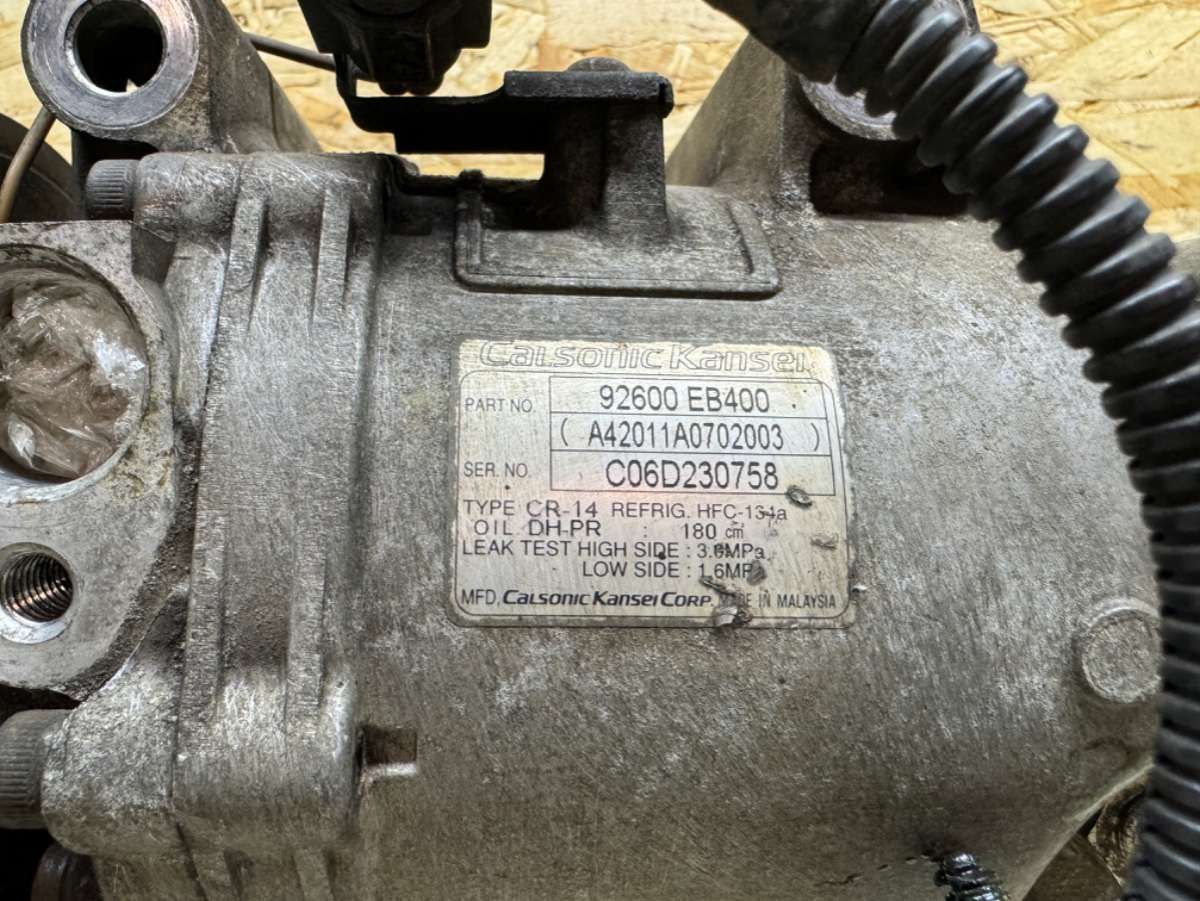 Calsonic Kansei
PART NO. 92600 EB400
( A42011A0702003 )
SER. NO. C06D230758
TYPE CR-14 REFRIG. HFC-134a
OIL DH-PR : 180 cm³
LEAK TEST HIGH SIDE : 3.6MPa
LOW SIDE : 1.6MPa
MFD. Calsonic Kansei Corp. MADE IN MALAYSIA